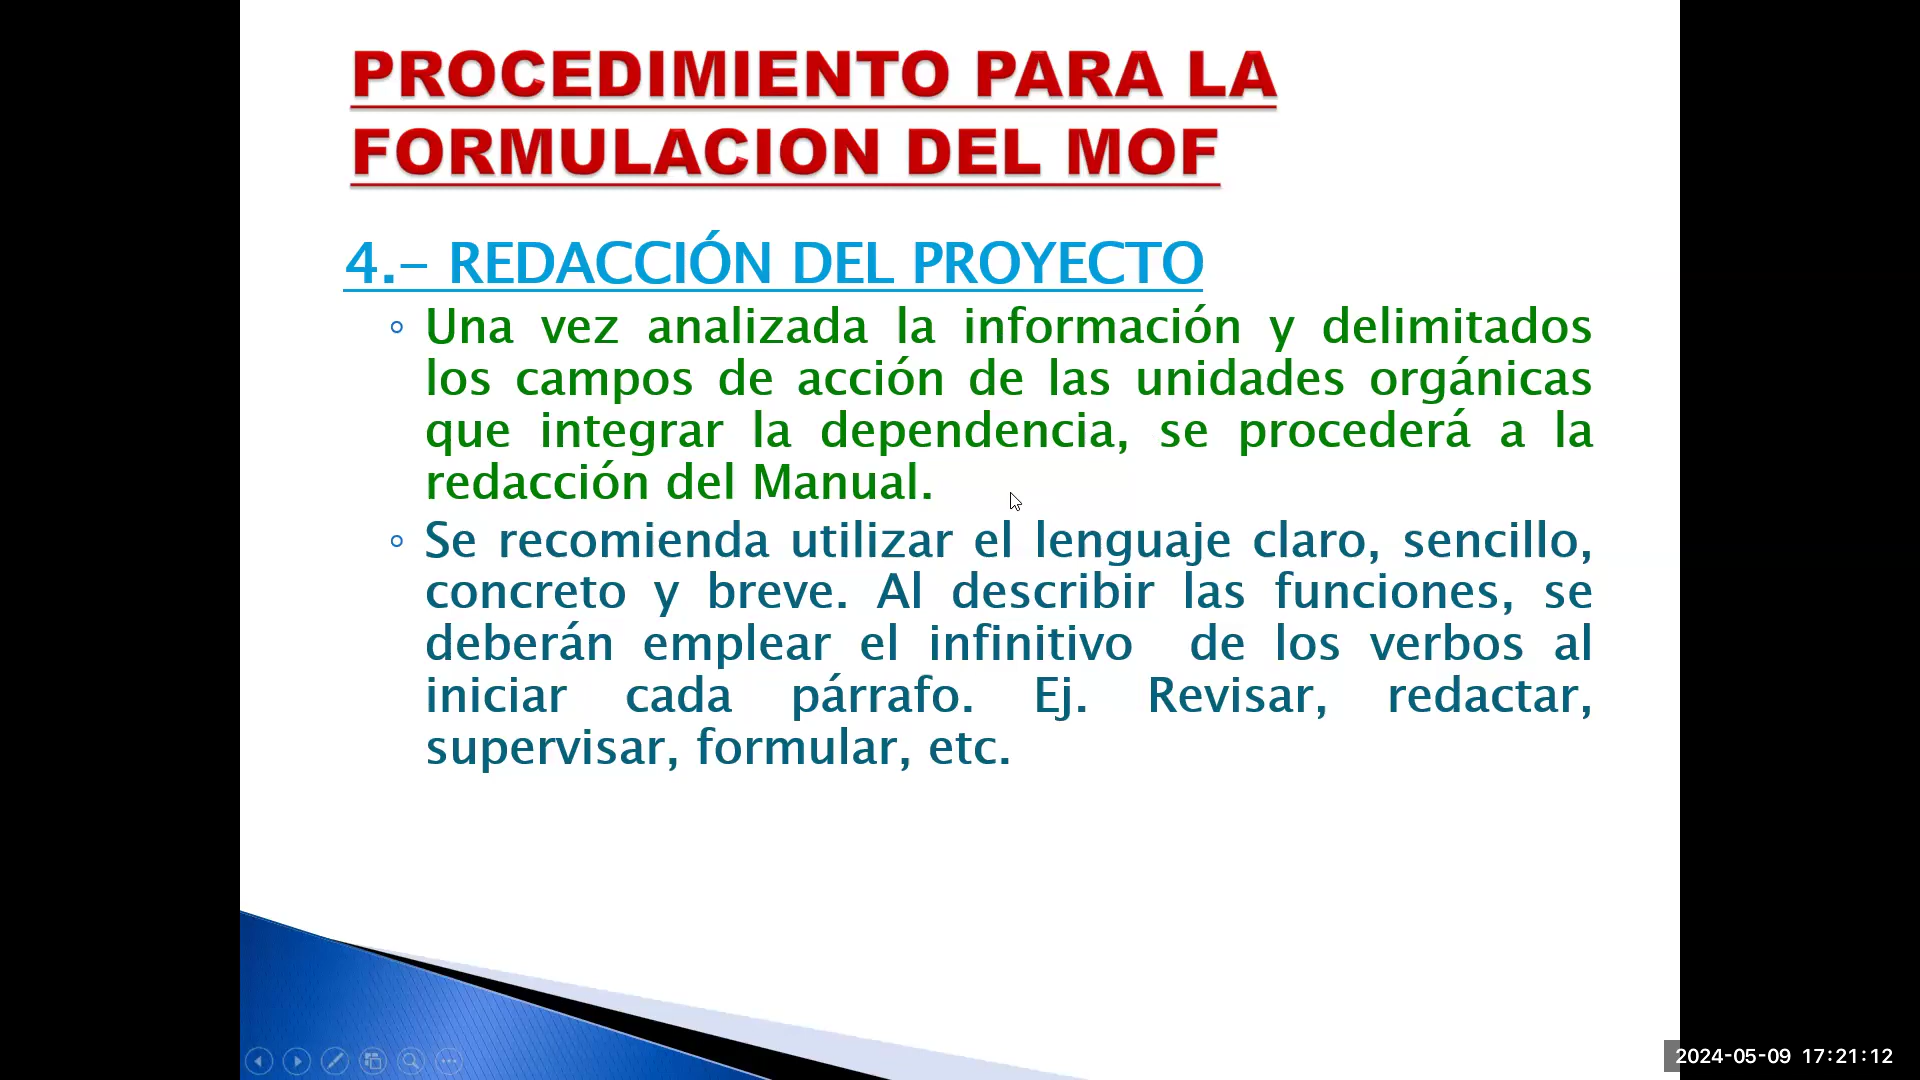 PROCEDIMIENTO PARA LA
FORMULACION DEL MOF
4.- REDACCIÓN DEL PROYECTO
◦ Una vez analizada la información y delimitados
los campos de acción de las unidades orgánicas
que integrar la dependencia, se procederá a la
redacción del Manual.
◦ Se recomienda utilizar el lenguaje claro, sencillo,
concreto y breve. Al describir las funciones, se
deberán emplear el infinitivo de los verbos al
iniciar cada párrafo. Ej. Revisar, redactar,
supervisar, formular, etc.
2024-05-09 17:21:12